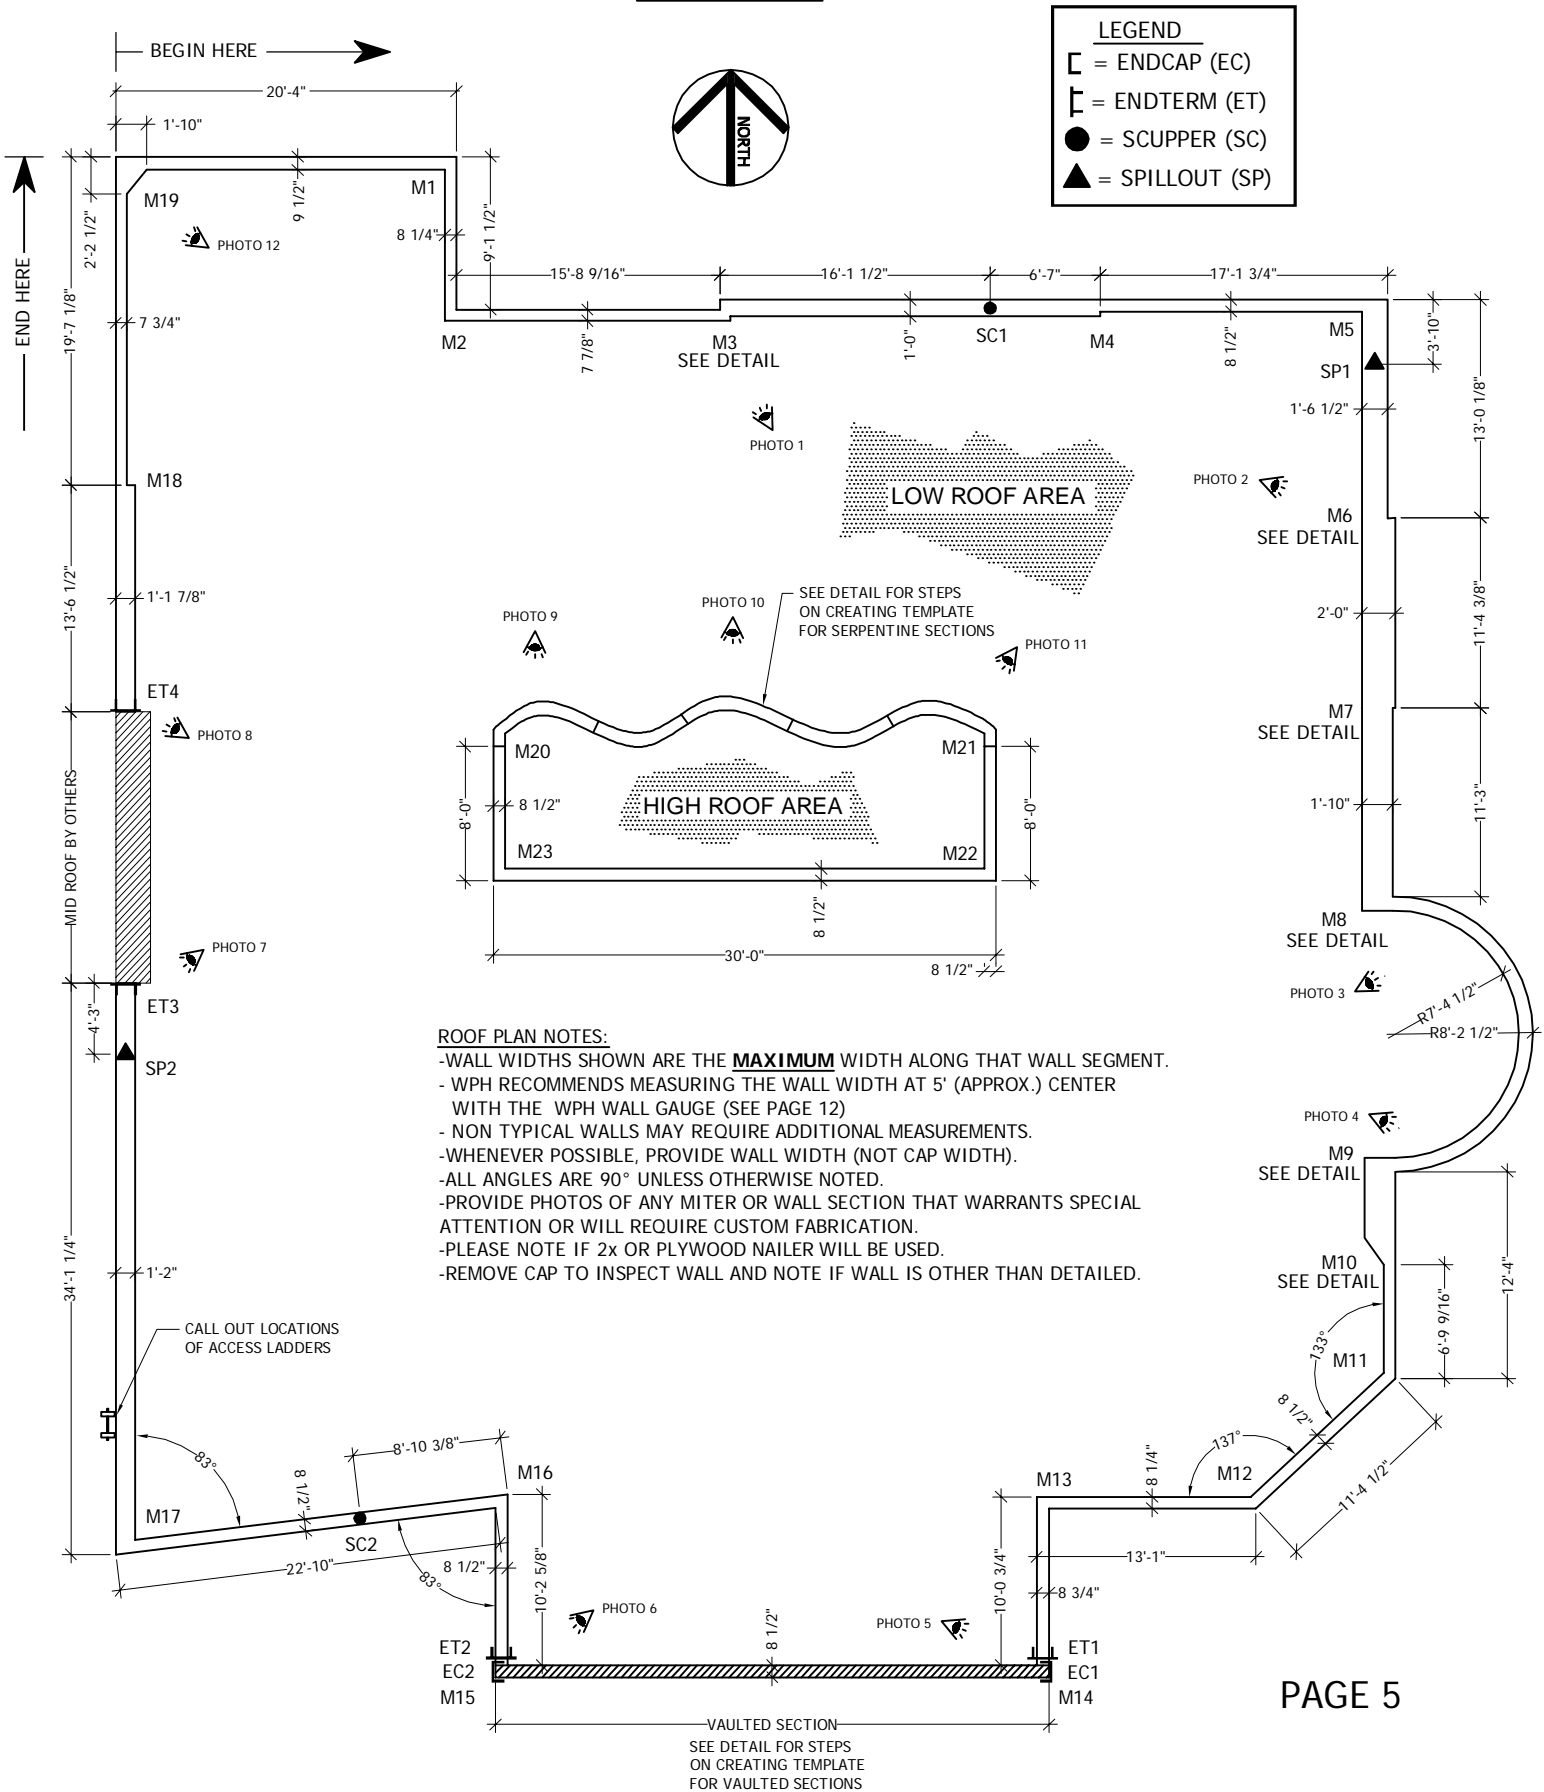 BEGIN HERE
20'-4"
1'-10"
NORTH
LEGEND
= ENDCAP (EC)
= ENDTERM (ET)
= SCUPPER (SC)
= SPILLOUT (SP)
END HERE
19'-7 1/8"
2'-2 1/2"
M19
9 1/2"
M1
8 1/4"
9'-1 1/2"
PHOTO 12
7 3/4"
15'-8 9/16"
16'-1 1/2"
6'-7"
17'-1 3/4"
M2
7 7/8"
M3
SEE DETAIL
1'-0"
SC1
M4
8 1/2"
M5
3'-10"
SP1
1'-6 1/2"
13'-0 1/8"
PHOTO 1
PHOTO 2
LOW ROOF AREA
M18
M6
SEE DETAIL
13'-6 1/2"
1'-1 7/8"
SEE DETAIL FOR STEPS
ON CREATING TEMPLATE
FOR SERPENTINE SECTIONS
PHOTO 9
PHOTO 10
PHOTO 11
2'-0"
11'-4 3/8"
ET4
PHOTO 8
M7
SEE DETAIL
M20
M21
MID ROOF BY OTHERS
8'-0"
8 1/2"
HIGH ROOF AREA
8'-0"
1'-10"
11'-3"
M23
M22
8 1/2"
30'-0"
8 1/2"
M8
SEE DETAIL
PHOTO 7
PHOTO 3
R7'-4 1/2"
R8'-2 1/2"
ET3
4'-3"
SP2
ROOF PLAN NOTES:
-WALL WIDTHS SHOWN ARE THE MAXIMUM WIDTH ALONG THAT WALL SEGMENT.
- WPH RECOMMENDS MEASURING THE WALL WIDTH AT 5' (APPROX.) CENTER
WITH THE WPH WALL GAUGE (SEE PAGE 12)
- NON TYPICAL WALLS MAY REQUIRE ADDITIONAL MEASUREMENTS.
-WHENEVER POSSIBLE, PROVIDE WALL WIDTH (NOT CAP WIDTH).
-ALL ANGLES ARE 90° UNLESS OTHERWISE NOTED.
-PROVIDE PHOTOS OF ANY MITER OR WALL SECTION THAT WARRANTS SPECIAL
ATTENTION OR WILL REQUIRE CUSTOM FABRICATION.
-PLEASE NOTE IF 2x OR PLYWOOD NAILER WILL BE USED.
-REMOVE CAP TO INSPECT WALL AND NOTE IF WALL IS OTHER THAN DETAILED.
PHOTO 4
M9
SEE DETAIL
34'-1 1/4"
1'-2"
M10
SEE DETAIL
12'-4"
6'-9 9/16"
CALL OUT LOCATIONS
OF ACCESS LADDERS
133°
M11
8 1/2"
137°
M12
11'-4 1/2"
8'-10 3/8"
83°
M16
M17
8 1/2"
SC2
22'-10"
83°
8 1/2"
10'-2 5/8"
M13
8 1/4"
13'-1"
10'-0 3/4"
8 3/4"
PHOTO 6
PHOTO 5
8 1/2"
ET2
EC2
M15
ET1
EC1
M14
VAULTED SECTION
SEE DETAIL FOR STEPS
ON CREATING TEMPLATE
FOR VAULTED SECTIONS
PAGE 5